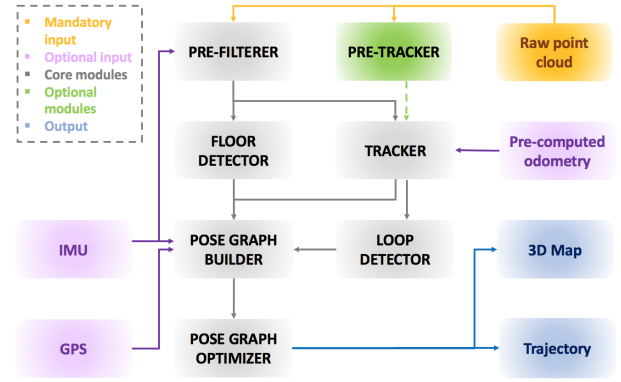 Mandatory
input
Optional input
Core modules
Optional
modules
Output
PRE-FILTERER
PRE-TRACKER
Raw point
cloud
FLOOR
DETECTOR
TRACKER
Pre-computed
odometry
IMU
POSE GRAPH
BUILDER
LOOP
DETECTOR
3D Map
GPS
POSE GRAPH
OPTIMIZER
Trajectory